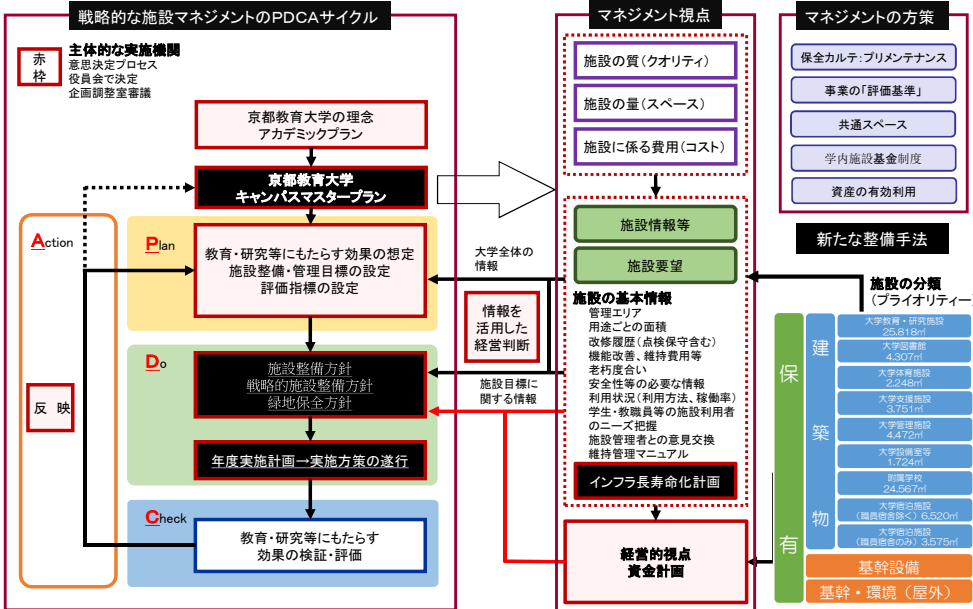 戦略的な施設マネジメントのPDCAサイクル
赤
枠
主体的な実施機関
意思決定プロセス
役員会で決定
企画調整室審議
京都教育大学の理念
アカデミックプラン
京都教育大学
キャンパスマスタープラン
Action
Plan
教育・研究等にもたらす効果の想定
施設整備・管理目標の設定
評価指標の設定
大学全体の
情報
情報を
活用した
経営判断
Do
施設整備方針
戦略的施設整備方針
緑地保全方針
施設目標に
関する情報
反 映
年度実施計画→実施方策の遂行
Check
教育・研究等にもたらす
効果の検証・評価
マネジメント視点
施設の質(クオリティ)
施設の量(スペース)
施設に係る費用(コスト)
施設情報等
施設要望
施設の基本情報
管理エリア
用途ごとの面積
改修履歴(点検保守含む)
機能改善、維持費用等
老朽度合い
安全性等の必要な情報
利用状況(利用方法、稼働率)
学生・教職員等の施設利用者
のニーズ把握
施設管理者との意見交換
維持管理マニュアル
インフラ長寿命化計画
経営的視点
資金計画
マネジメントの方策
保全カルテ:プリメンテナンス
事業の「評価基準」
共通スペース
学内施設基金制度
資産の有効利用
新たな整備手法
施設の分類
(プライオリティー)
保
有
建
築
物
大学教育・研究施設
25.818㎡
大学図書館
4.307㎡
大学体育施設
2.248㎡
大学支援施設
3.751㎡
大学管理施設
4.472㎡
大学設備室等
1.724㎡
附属学校
24.567㎡
大学宿泊施設
(職員宿舎除く)6.520㎡
大学宿泊施設
(職員宿舎のみ)3.575㎡
基幹設備
基幹・環境(屋外)